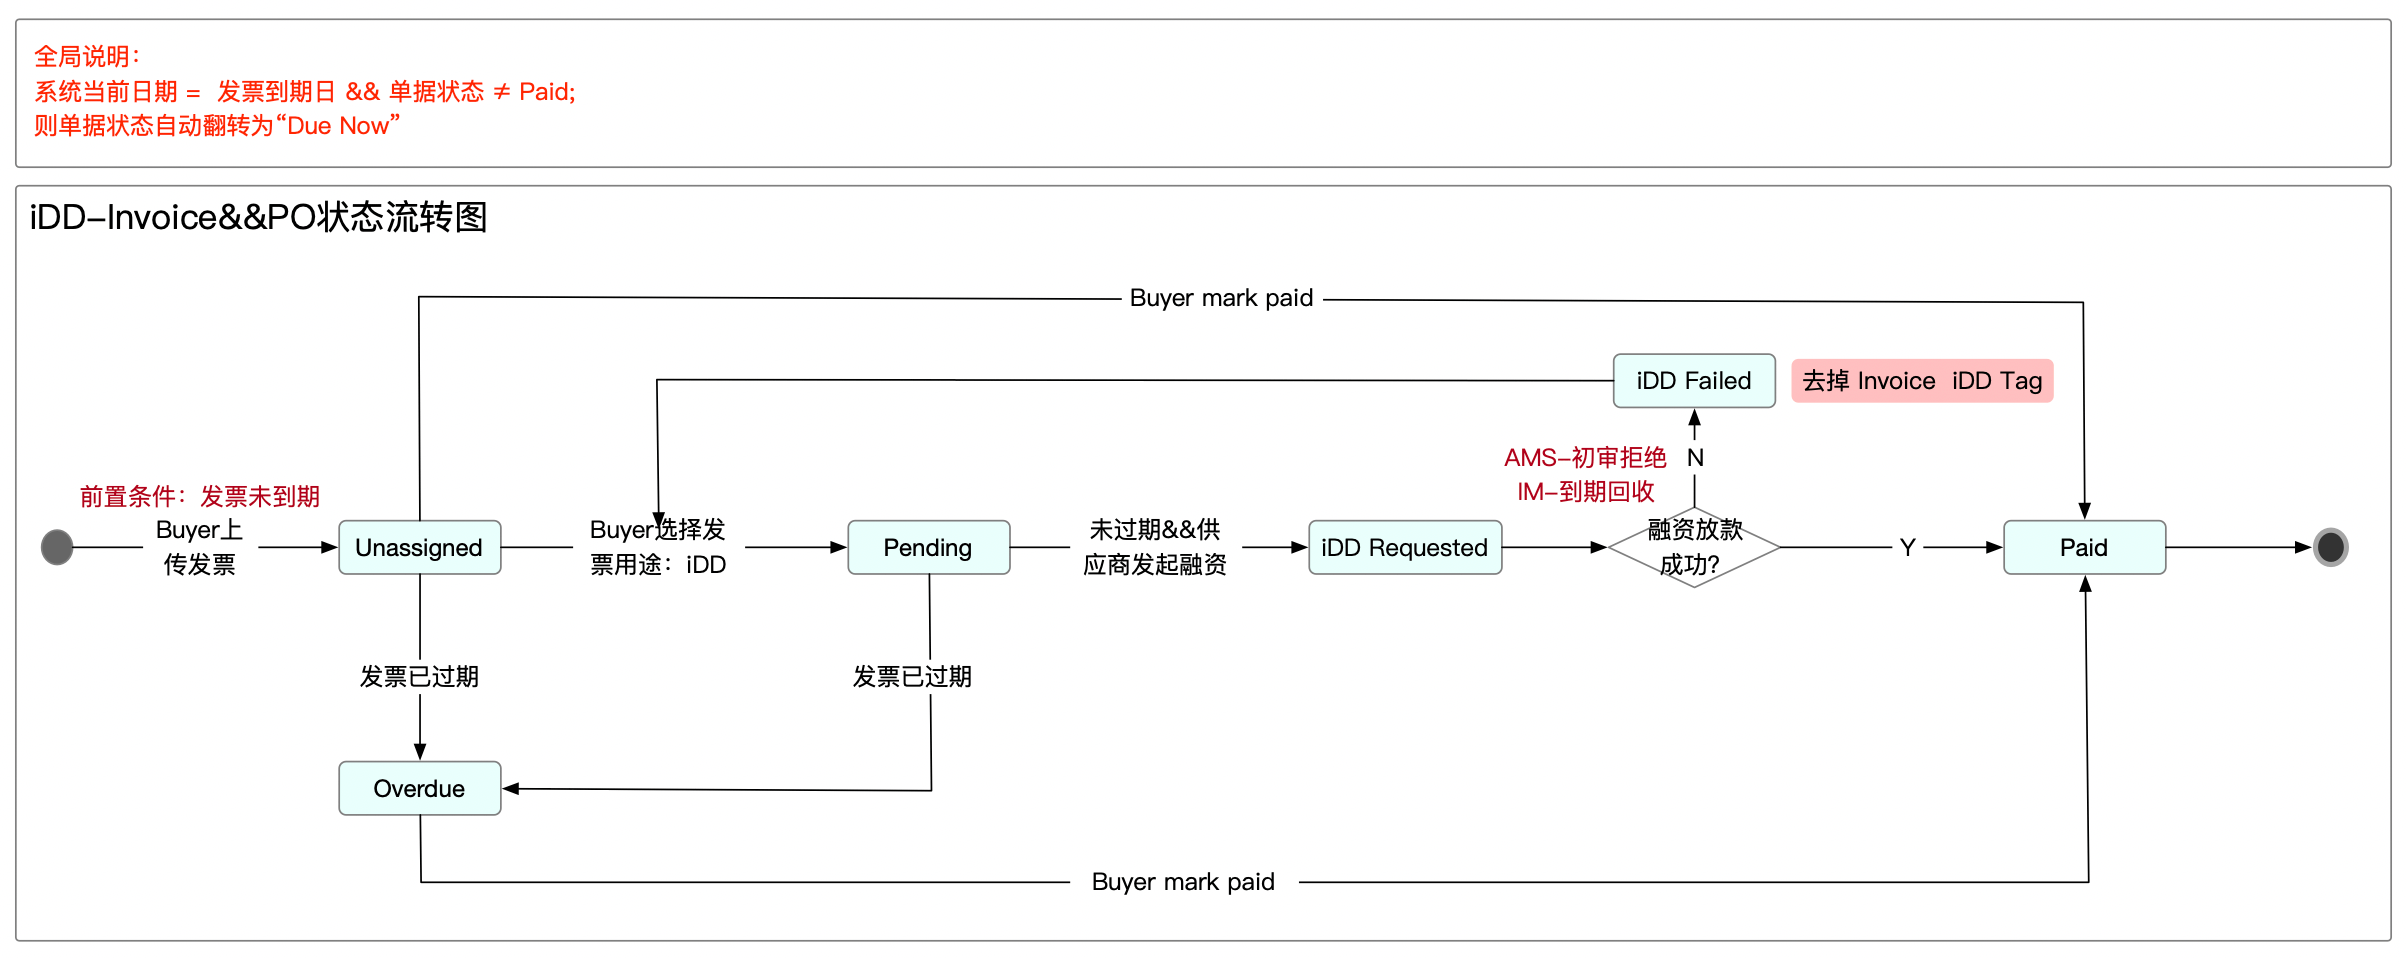 全局说明：
系统当前日期 =  发票到期日 && 单据状态 ≠ Paid;
则单据状态自动翻转为“Due Now”
iDD-Invoice&&PO状态流转图
Buyer mark paid
iDD Failed
去掉 Invoice  iDD Tag
AMS-初审拒绝
N
IM-到期回收
前置条件：发票未到期
Buyer上
传发票
Unassigned
Buyer选择发
票用途：iDD
Pending
未过期&&供
应商发起融资
iDD Requested
融资放款
成功？
Y
Paid
发票已过期
发票已过期
Overdue
Buyer mark paid